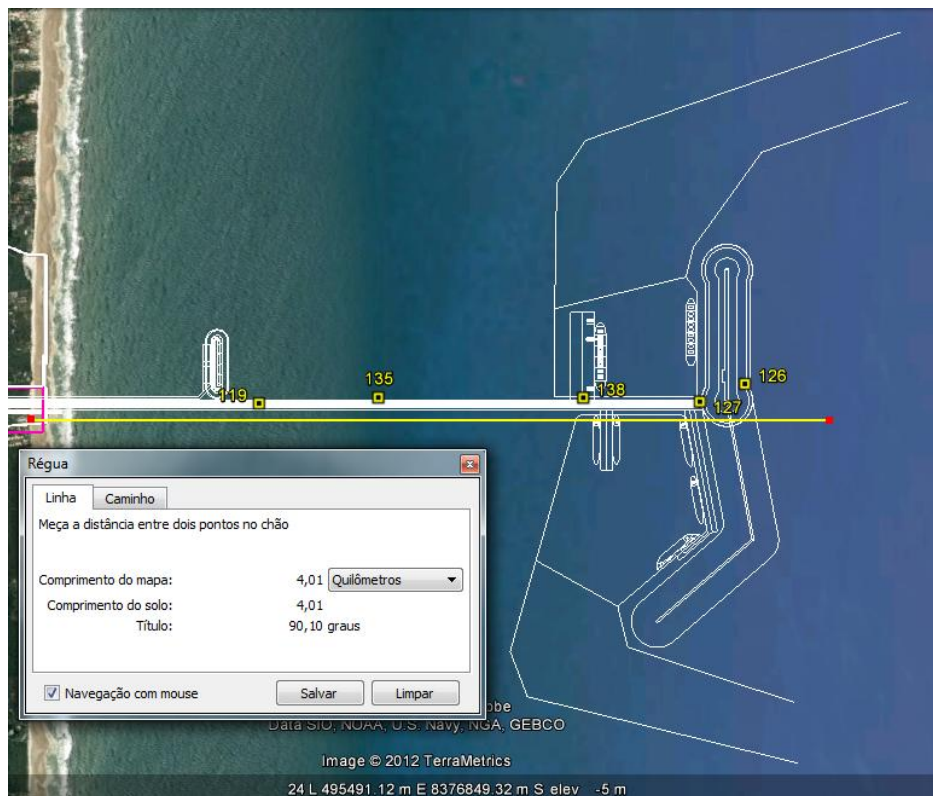 135
126
119
138
127
Régua
Linha
Caminho
Meça a distância entre dois pontos no chão
Comprimento do mapa: 4,01 Quilômetros
Comprimento do solo: 4,01
Título: 90,10 graus
Navegação com mouse
Salvar
Limpar
Data SIO, NOAA, U.S. Navy, NGA, GEBCO
Image © 2012 TerraMetrics
24 L 495491.12 m E 8376849.32 m S elev -5 m